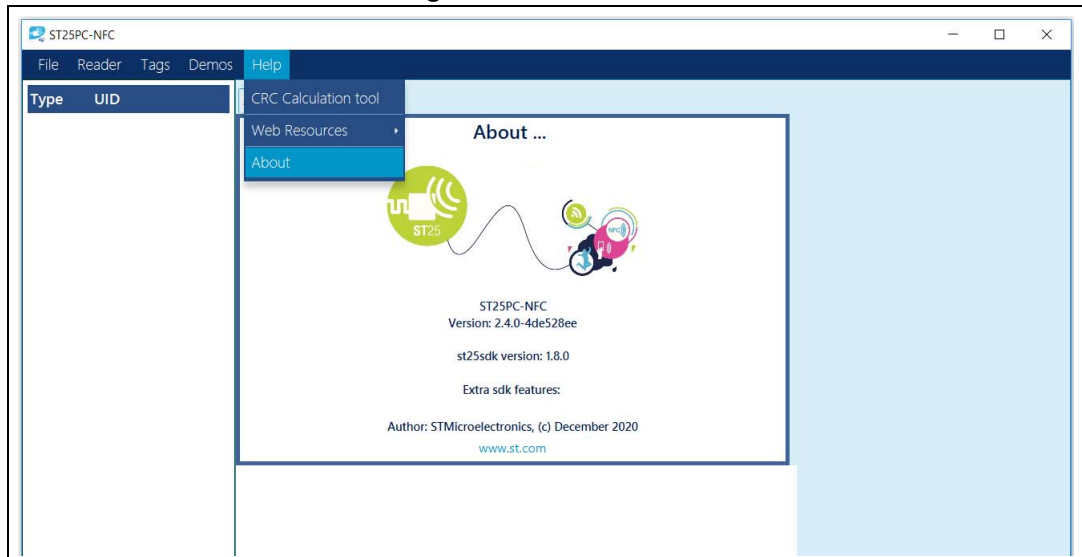 ST25PC-NFC
File Reader Tags Demos Help
Type UID
CRC Calculation tool
Web Resources
About
About ...
ST25
NFC
ST25PC-NFC
Version: 2.4.0-4de528ee
st25sdk version: 1.8.0
Extra sdk features:
Author: STMicroelectronics, (c) December 2020
www.st.com